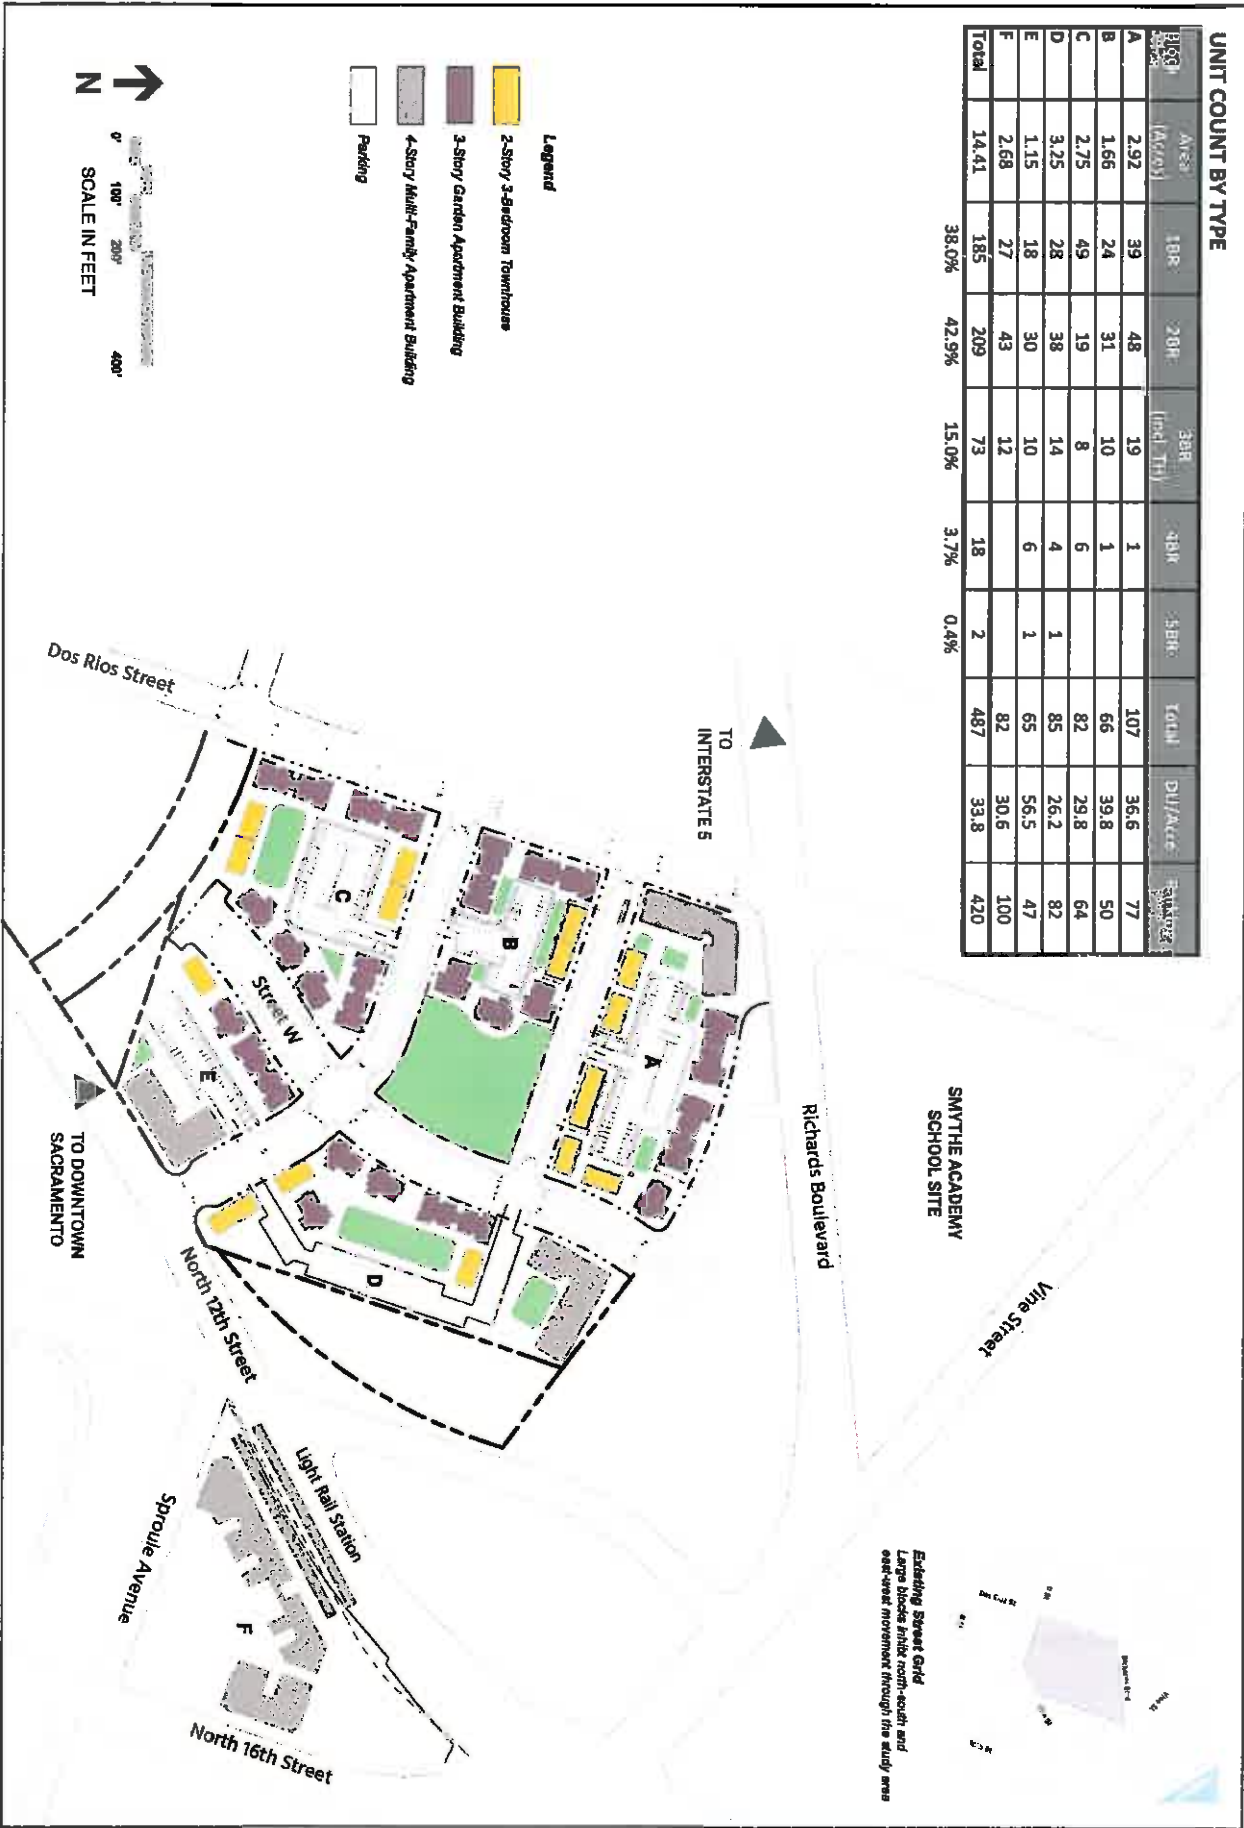 UNIT COUNT BY TYPE
Block Area (Acres) 1BR 2BR 3BR (incl. TH) 4BR 5BR Total DU/Acre
A 2.92 39 48 19 1 107 36.6 77
B 1.66 24 31 10 1 66 39.8 50
C 2.75 49 19 8 6 82 29.8 64
D 3.25 28 38 14 4 1 85 26.2 82
E 1.15 18 30 10 6 1 65 56.5 47
F 2.68 27 43 12 82 30.6 100
Total 14.41 185 209 73 18 2 487 33.8 420
38.0% 42.9% 15.0% 3.7% 0.4%
Legend
2-Story 3-Bedroom Townhouse
3-Story Garden Apartment Building
4-Story Multi-Family Apartment Building
Parking
N
0' 100' 200' 400'
SCALE IN FEET
SMYTHE ACADEMY
SCHOOL SITE
Vine Street
Richards Boulevard
TO
INTERSTATE 5
Dos Rios Street
A
B
C
Street W
E
D
TO DOWNTOWN
SACRAMENTO
North 12th Street
Light Rail Station
Sproule Avenue
F
North 16th Street
Existing Street Grid
Large blocks inhibit north-south and
east-west movement through the study area